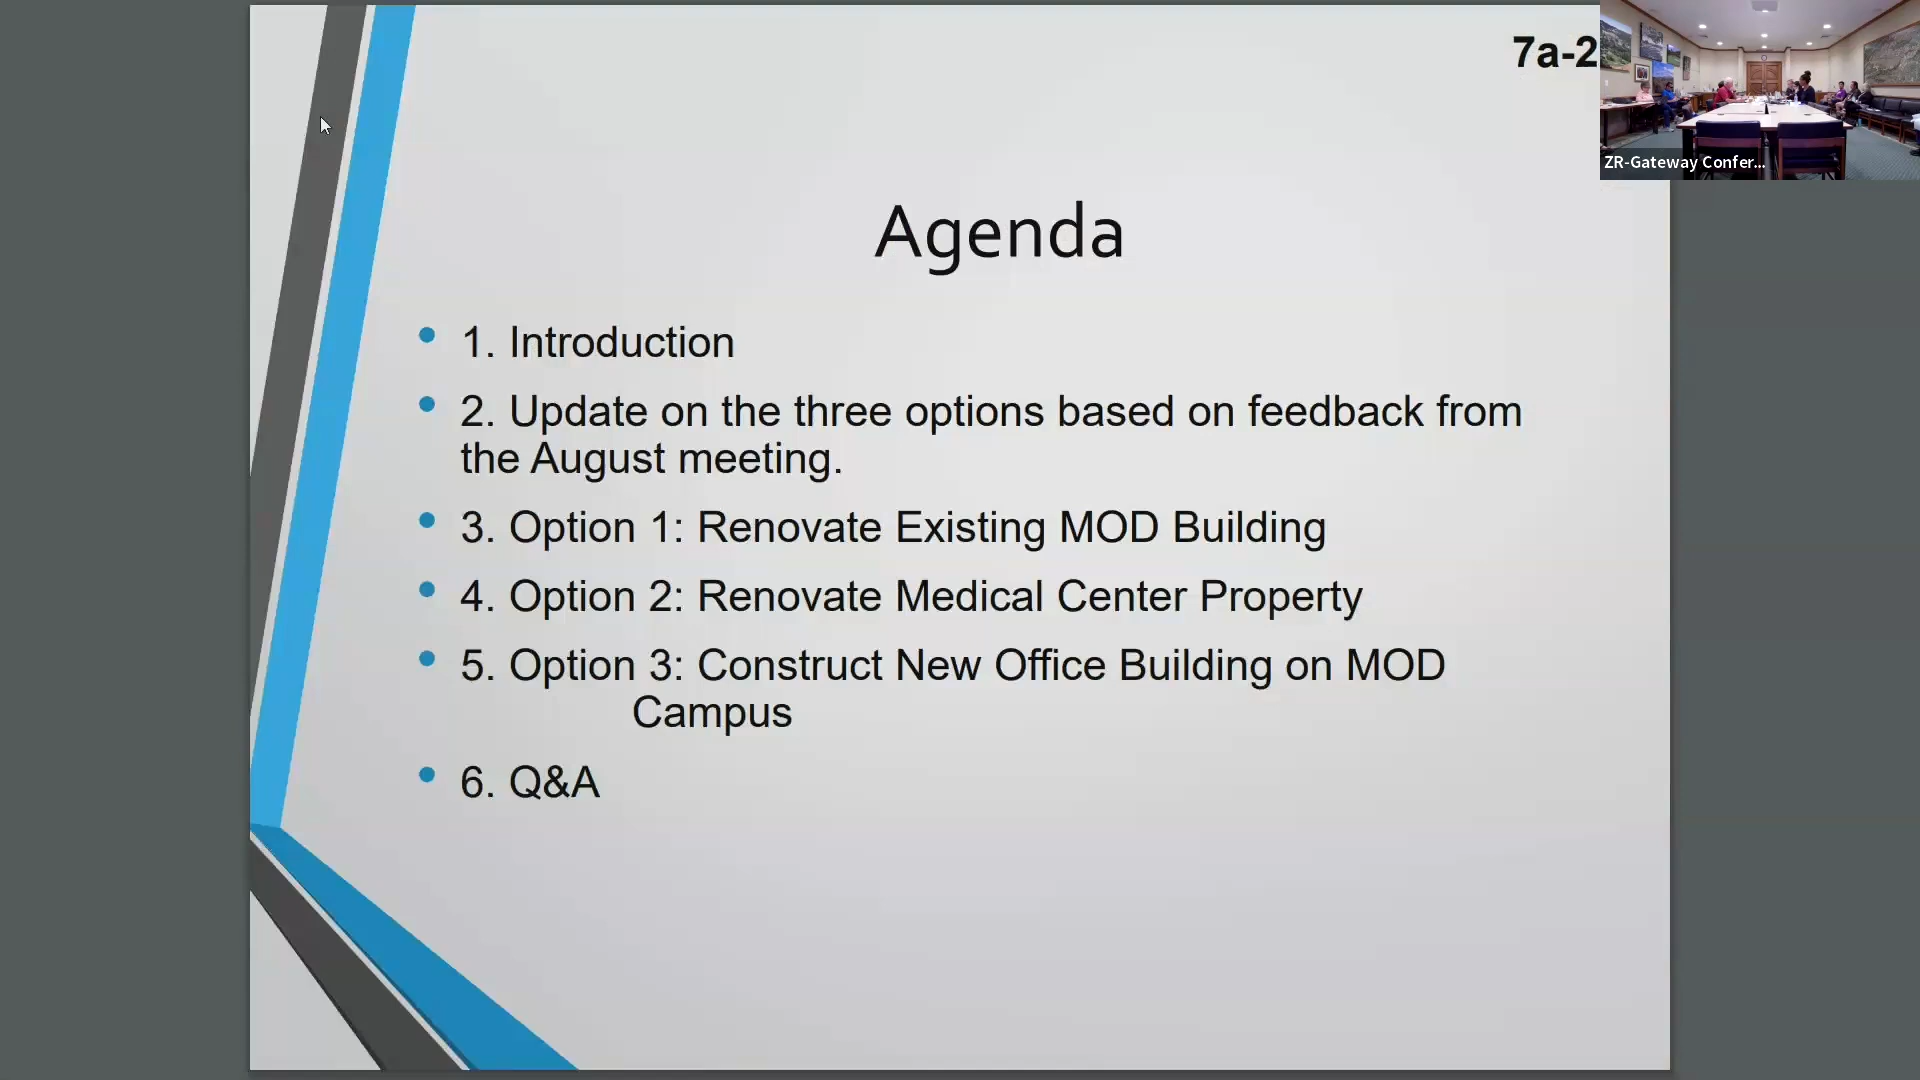 7a-2
ZR-Gateway Confer...
Agenda
1. Introduction
2. Update on the three options based on feedback from
the August meeting.
3. Option 1: Renovate Existing MOD Building
4. Option 2: Renovate Medical Center Property
5. Option 3: Construct New Office Building on MOD
Campus
6. Q&A